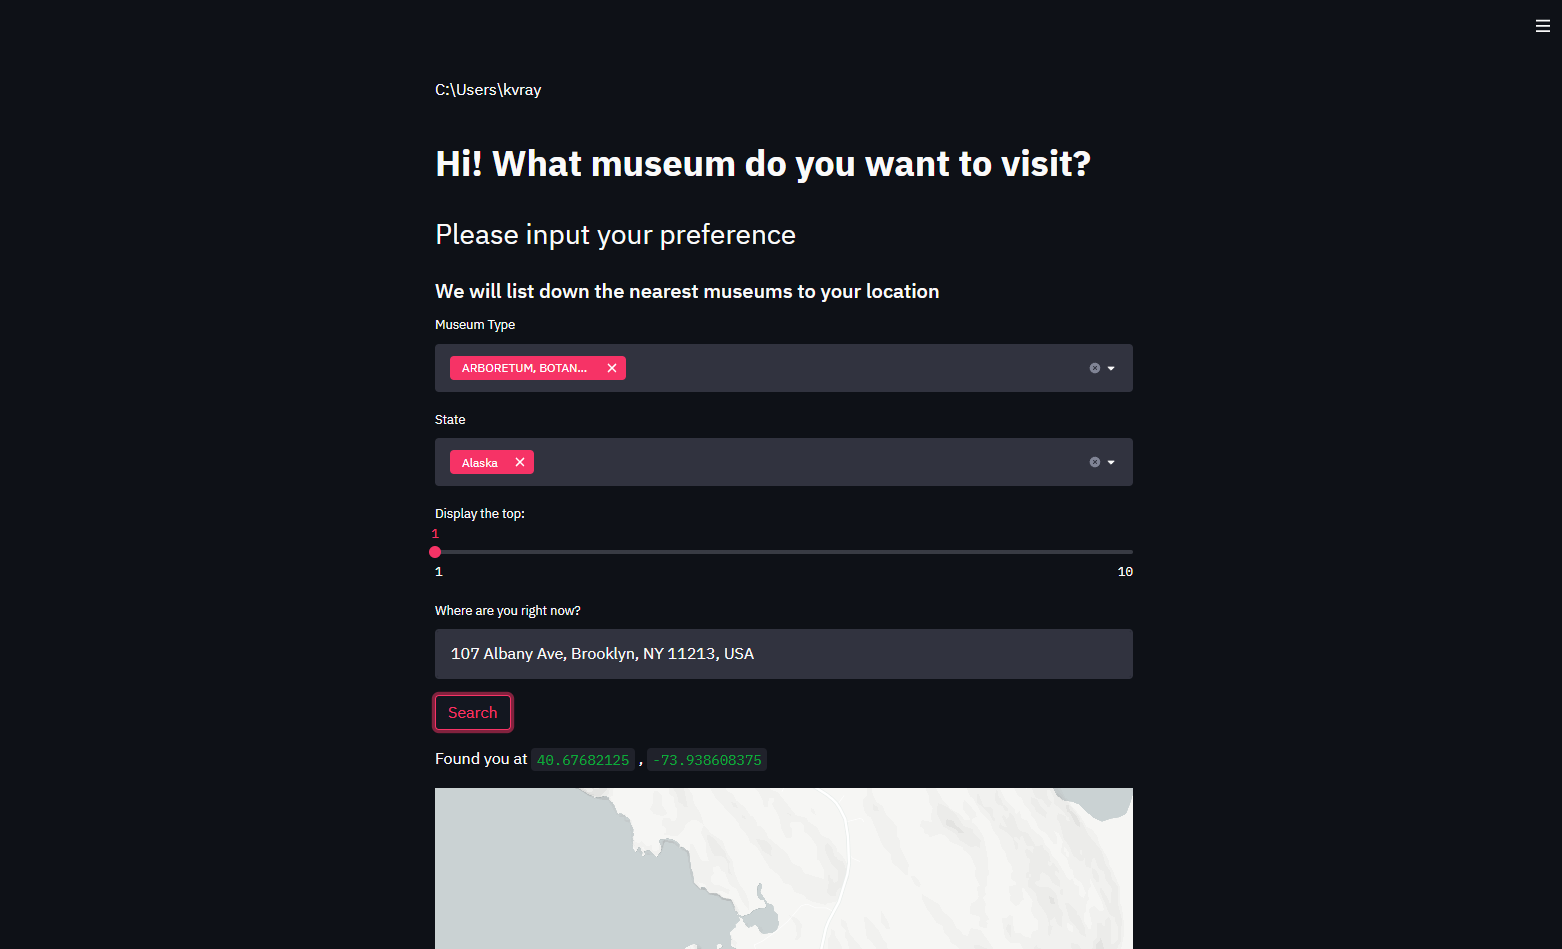 C:\Users\kvray
Hi! What museum do you want to visit?
Please input your preference
We will list down the nearest museums to your location
Museum Type
ARBORETUM, BOTAN...
State
Alaska
Display the top:
1
1 10
Where are you right now?
107 Albany Ave, Brooklyn, NY 11213, USA
Search
Found you at 40.67682125 , -73.938608375